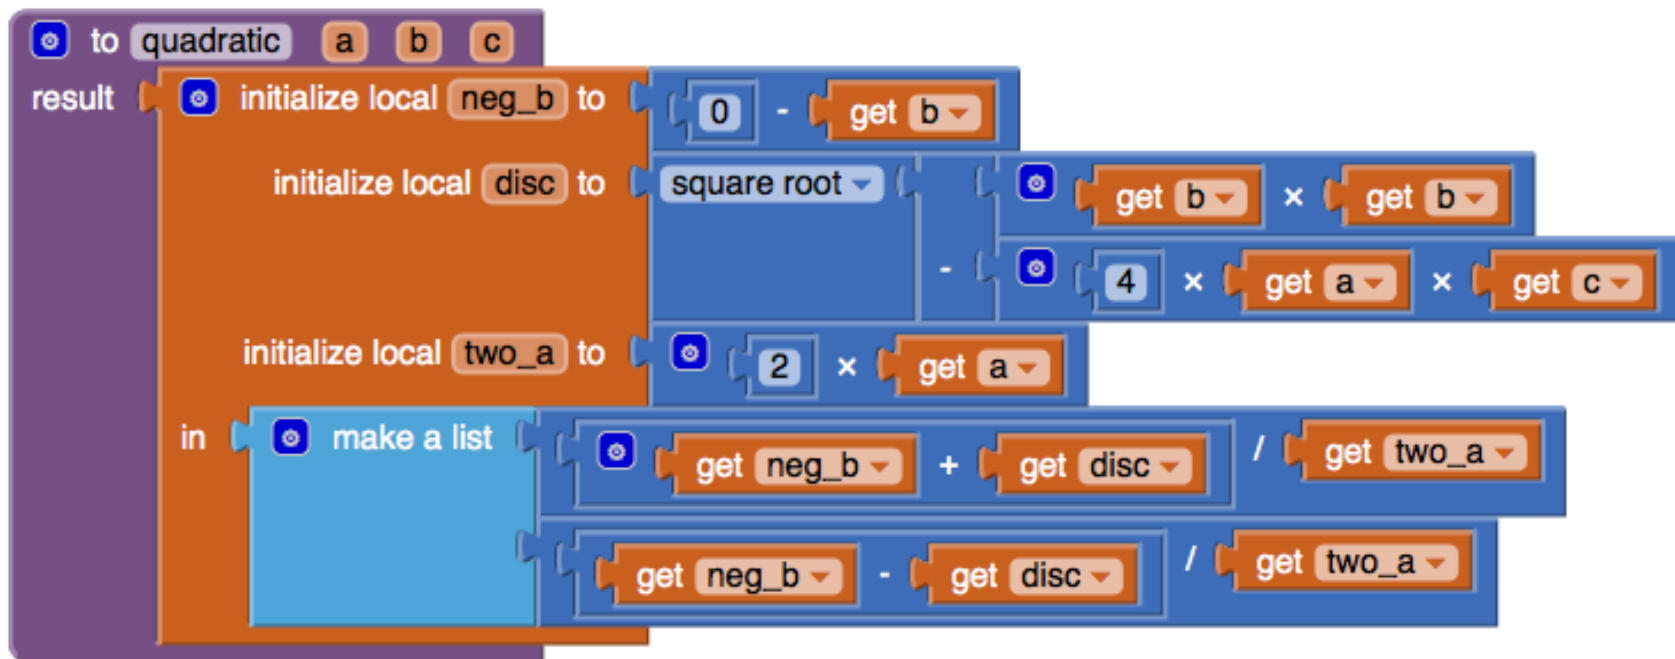 to quadratic a b c
result initialize local neg_b to 0 - get b
initialize local disc to square root - get b × get b
4 × get a × get c
initialize local two_a to 2 × get a
in make a list get neg_b + get disc / get two_a
get neg_b - get disc / get two_a